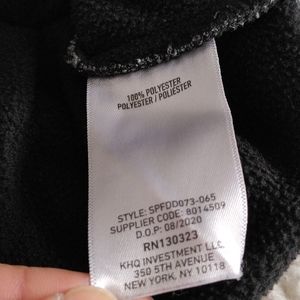 100% POLYESTER
POLYESTER / POLIESTER
STYLE: SPFDD073-065
SUPPLIER CODE: 8014509
D.O.P: 08/2020
RN130323
KHQ INVESTMENT LLC
350 5TH AVENUE
NEW YORK, NY 10118